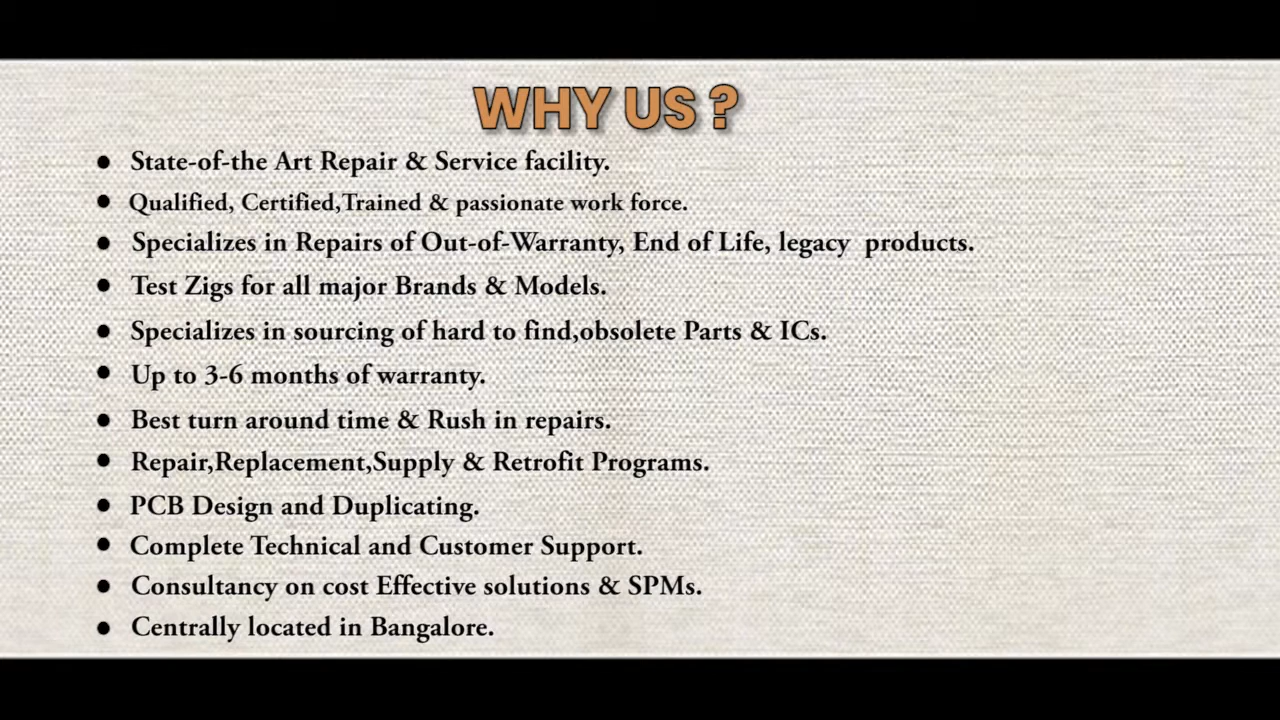 WHY US ?
• State-of-the Art Repair & Service facility.
• Qualified, Certified,Trained & passionate work force.
• Specializes in Repairs of Out-of-Warranty, End of Life, legacy  products.
• Test Zigs for all major Brands & Models.
• Specializes in sourcing of hard to find,obsolete Parts & ICs.
• Up to 3-6 months of warranty.
• Best turn around time & Rush in repairs.
• Repair,Replacement,Supply & Retrofit Programs.
• PCB Design and Duplicating.
• Complete Technical and Customer Support.
• Consultancy on cost Effective solutions & SPMs.
• Centrally located in Bangalore.